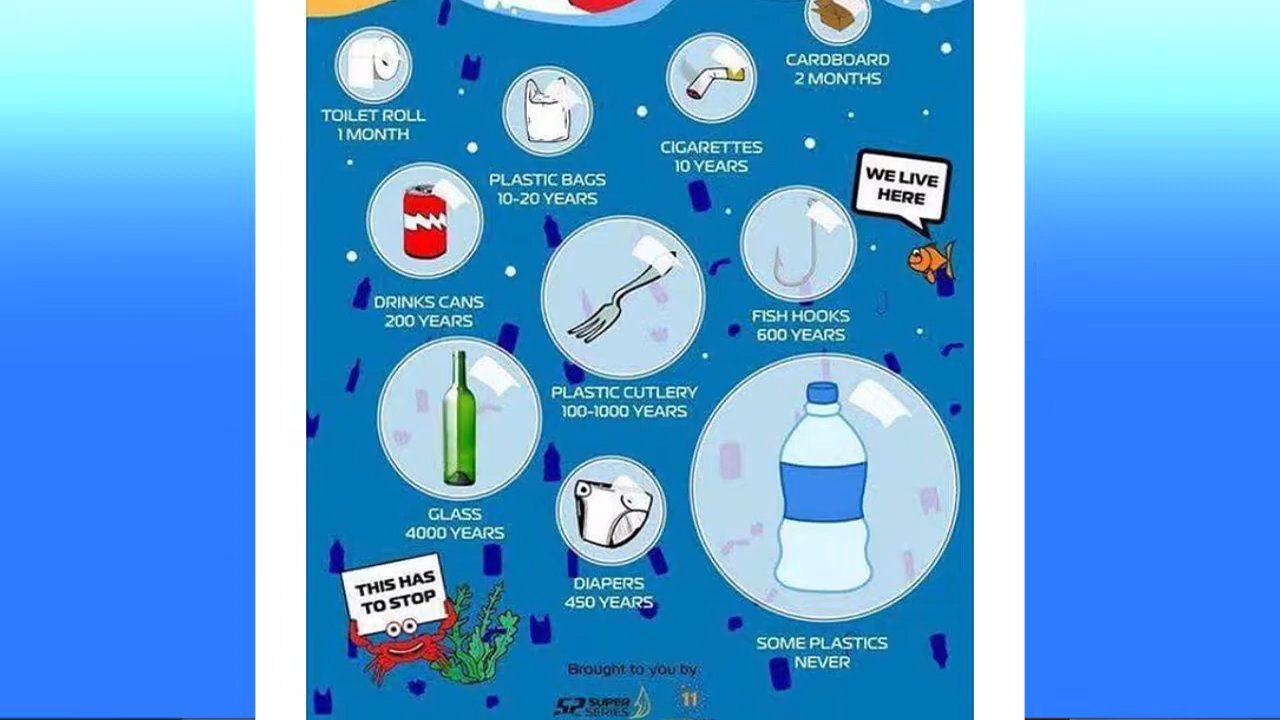 CARDBOARD
2 MONTHS
TOILET ROLL
1 MONTH
CIGARETTES
10 YEARS
PLASTIC BAGS
10-20 YEARS
WE LIVE
HERE
DRINKS CANS
200 YEARS
FISH HOOKS
600 YEARS
PLASTIC CUTLERY
100-1000 YEARS
GLASS
4000 YEARS
DIAPERS
450 YEARS
THIS HAS
TO STOP
SOME PLASTICS
NEVER
Brought to you by:
52 SUPER
SERIES
11